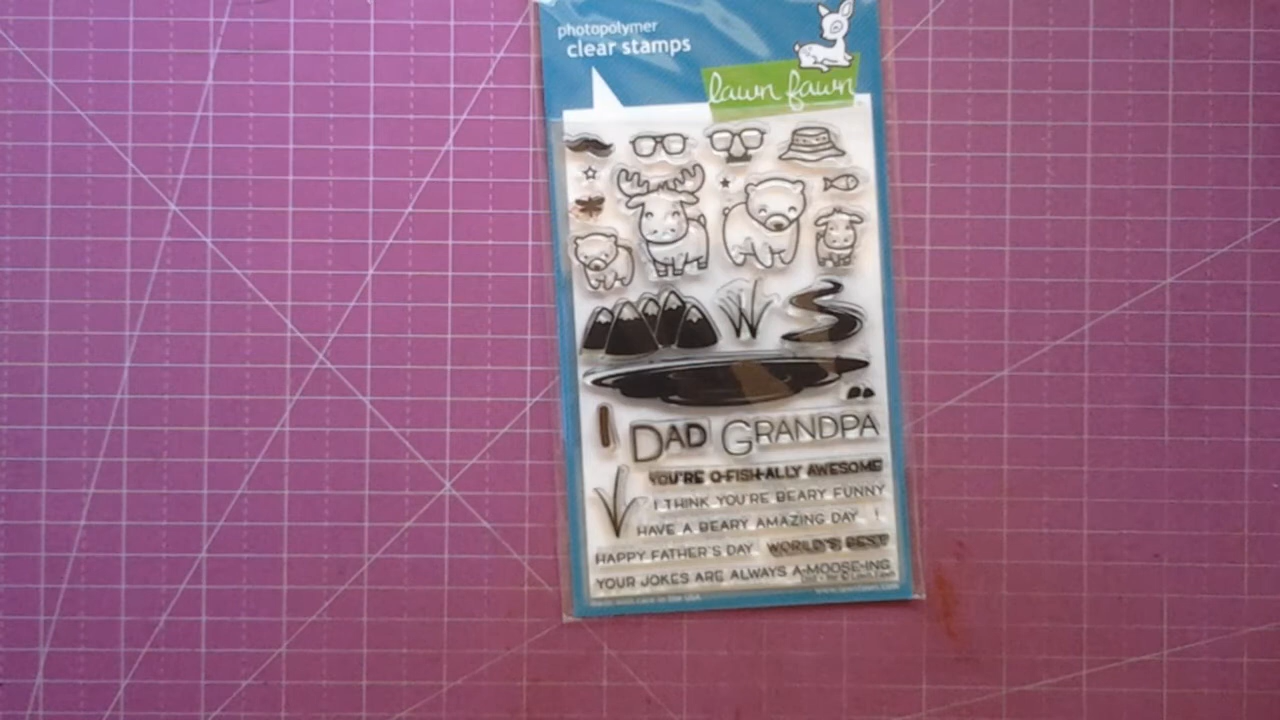 photopolymer
clear stamps
lawn fawn
DAD GRANDPA
YOU'RE O-FISH-ALLY AWESOME
I THINK YOU'RE BEARY FUNNY
HAVE A BEARY AMAZING DAY !
HAPPY FATHER'S DAY WORLD'S BEST
YOUR JOKES ARE ALWAYS A-MOOSE-ING